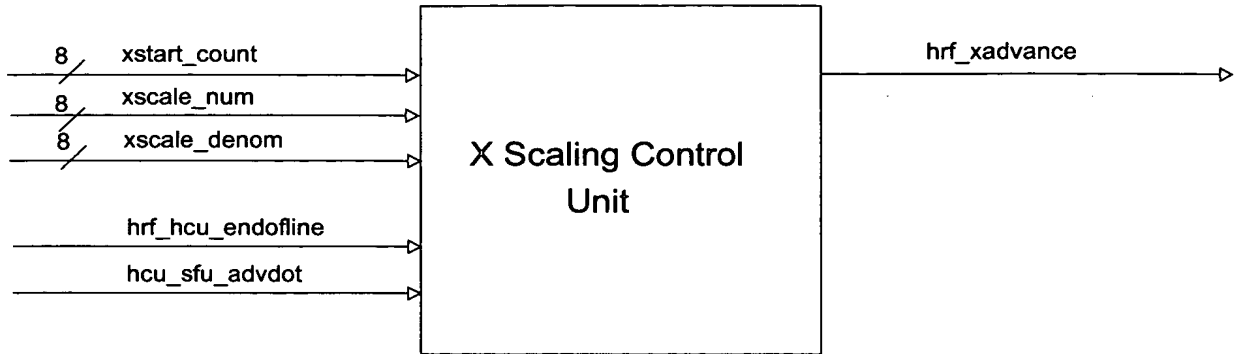 8 xstart_count
8 xscale_num
8 xscale_denom
hrf_hcu_endofline
hcu_sfu_advdot
X Scaling Control
Unit
hrf_xadvance